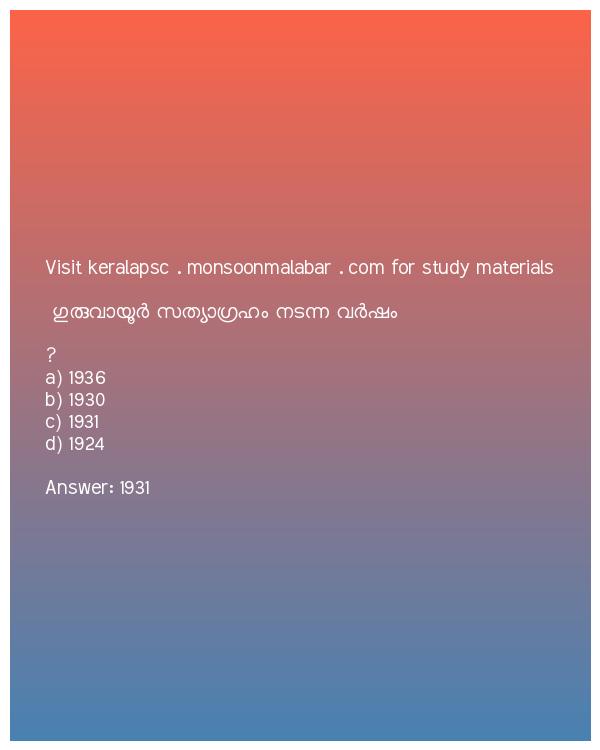 Visit keralapsc . monsoonmalabar . com for study materials
ഗുരുവായൂർ സത്യാഗ്രഹം നടന്ന വർഷം
?
a) 1936
b) 1930
c) 1931
d) 1924
Answer: 1931